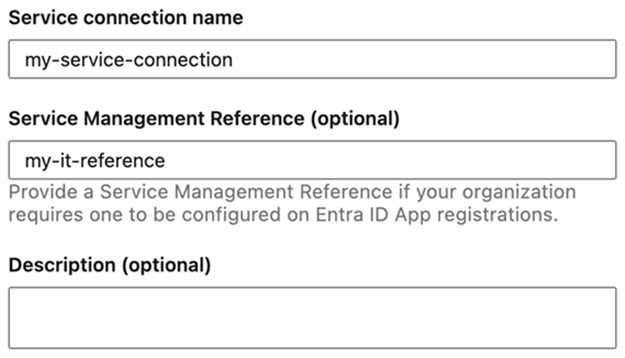 Service connection name
my-service-connection
Service Management Reference (optional)
my-it-reference
Provide a Service Management Reference if your organization
requires one to be configured on Entra ID App registrations.
Description (optional)